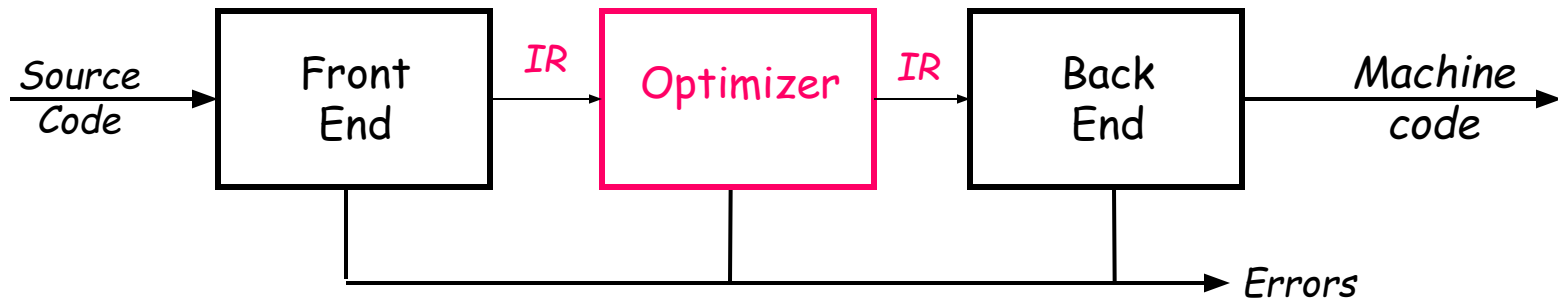 Source
Code
Front
End
IR
Optimizer
IR
Back
End
Machine
code
Errors